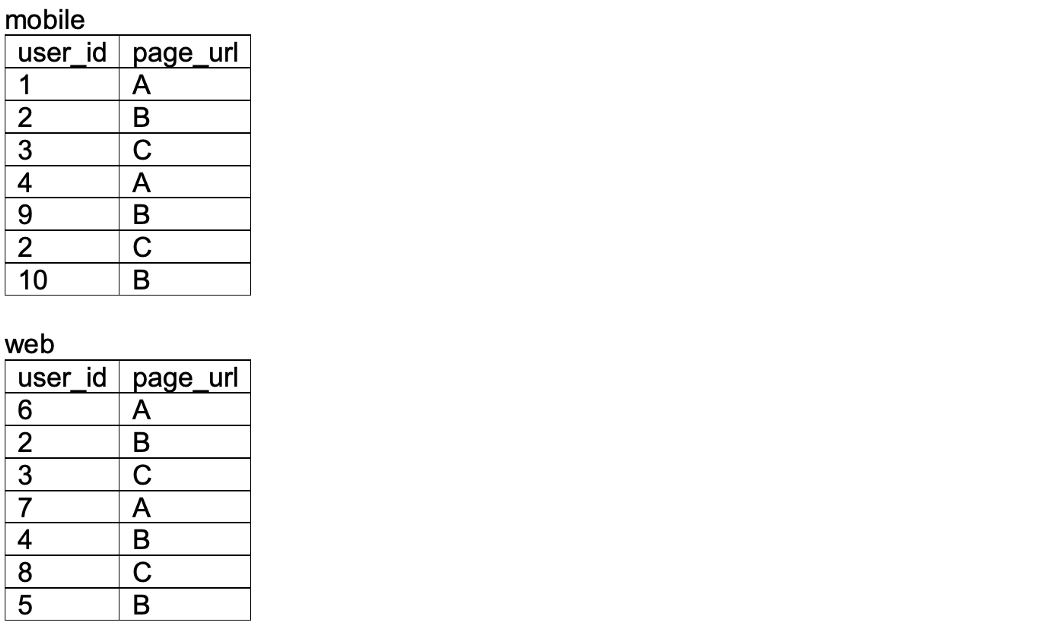 mobile
user_id page_url
1 A
2 B
3 C
4 A
9 B
2 C
10 B
web
user_id page_url
6 A
2 B
3 C
7 A
4 B
8 C
5 B